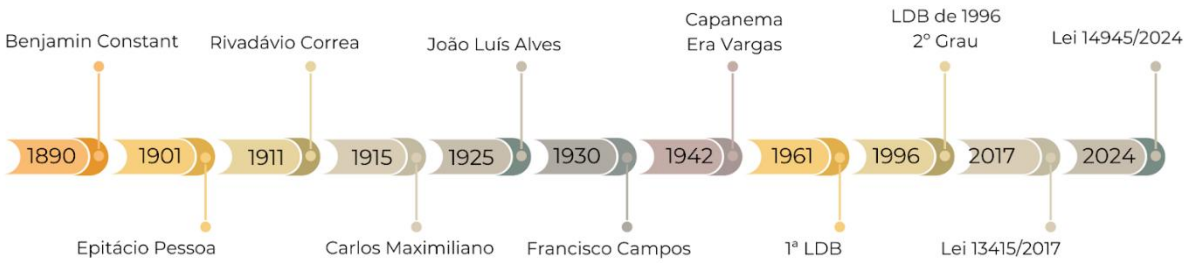 Benjamin Constant
Rivadávio Correa
João Luís Alves
Capanema
Era Vargas
LDB de 1996
2º Grau
Lei 14945/2024
1890
1901
1911
1915
1925
1930
1942
1961
1996
2017
2024
Epitácio Pessoa
Carlos Maximiliano
Francisco Campos
1ª LDB
Lei 13415/2017